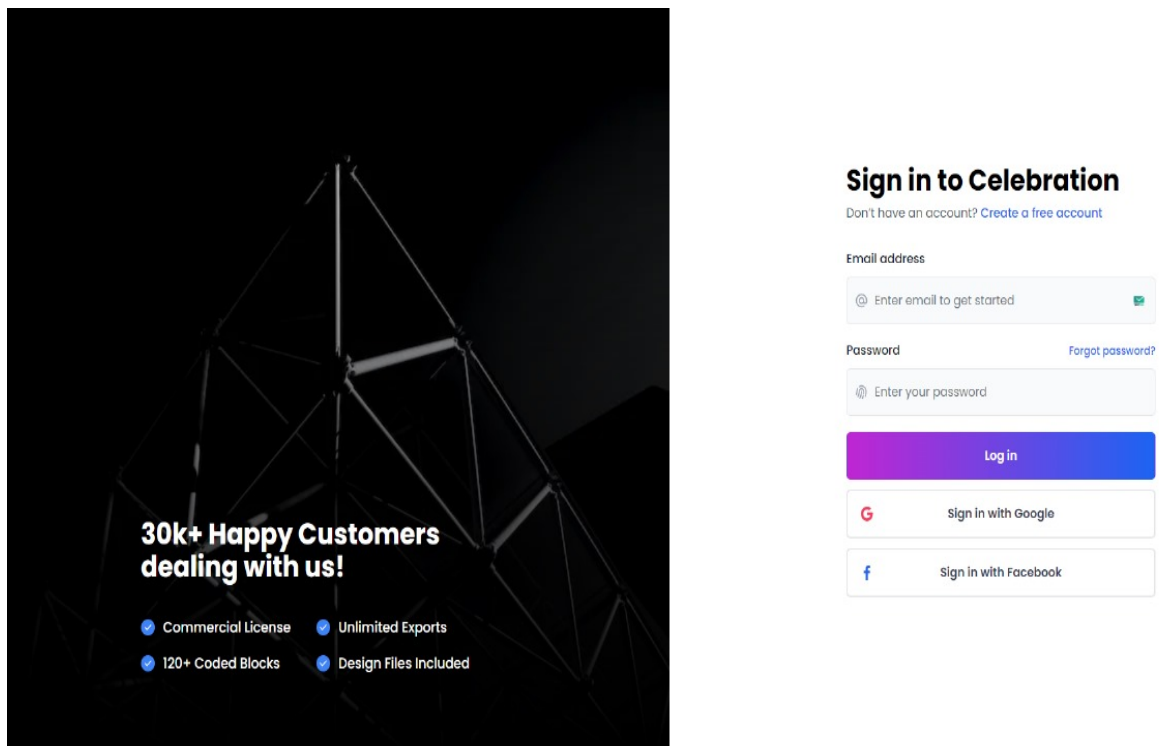 30k+ Happy Customers
dealing with us!
Commercial License
Unlimited Exports
120+ Coded Blocks
Design Files Included
Sign in to Celebration
Don't have an account? Create a free account
Email address
@ Enter email to get started
Password
Forgot password?
Enter your password
Log in
G Sign in with Google
f Sign in with Facebook